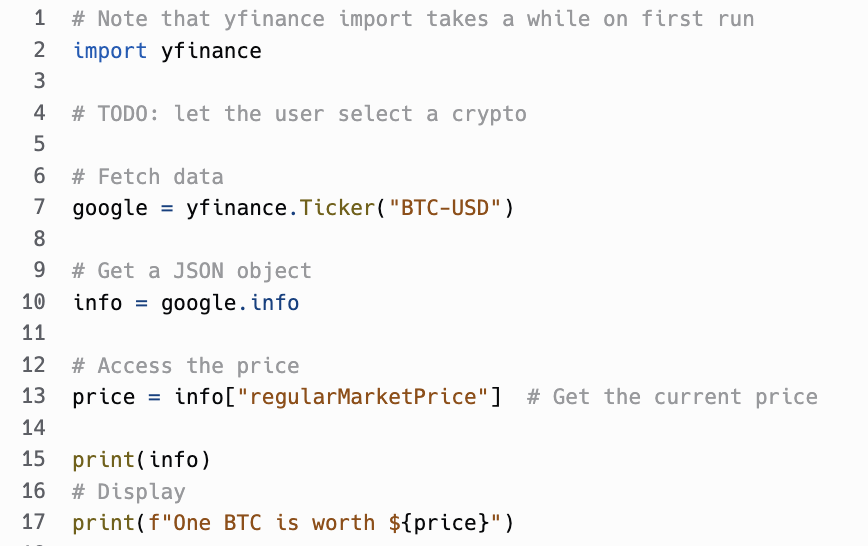 1 # Note that yfinance import takes a while on first run
2 import yfinance
3
4 # TODO: let the user select a crypto
5
6 # Fetch data
7 google = yfinance.Ticker("BTC-USD")
8
9 # Get a JSON object
10 info = google.info
11
12 # Access the price
13 price = info["regularMarketPrice"]  # Get the current price
14
15 print(info)
16 # Display
17 print(f"One BTC is worth ${price}")